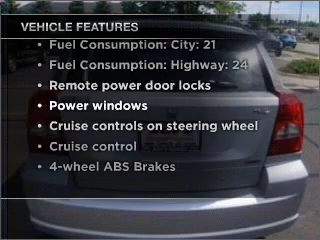 VEHICLE FEATURES
• Fuel Consumption: City: 21
• Fuel Consumption: Highway: 24
• Remote power door locks
• Power windows
• Cruise controls on steering wheel
• Cruise control
• 4-wheel ABS Brakes